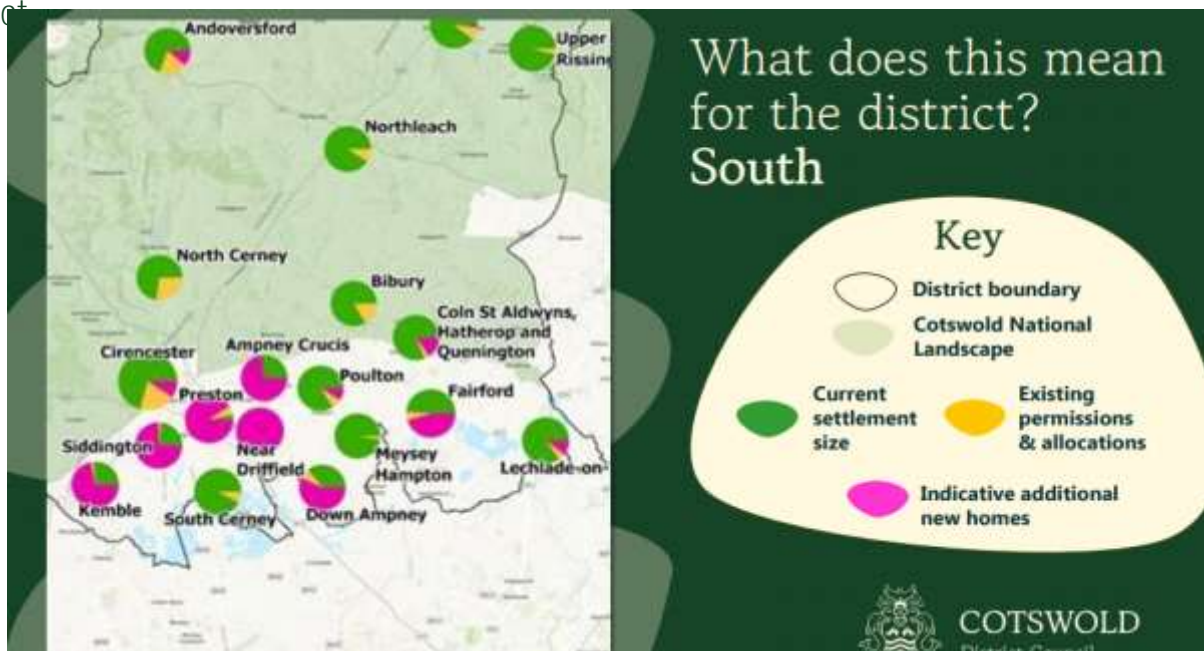 Andoversford
Upper
Rissing
Northleach
North Cerney
Bibury
Coln St Aldwyns,
Hatherop and
Quenington
Cirencester
Ampney Crucis
Poulton
Preston
Fairford
Siddington
Near
Driffield
Meysey
Hampton
Lechlade-on-
Kemble
South Cerney
Down Ampney
What does this mean
for the district?
South
Key
District boundary
Cotswold National
Landscape
Current
settlement
size
Existing
permissions
& allocations
Indicative additional
new homes
COTSWOLD
District Council